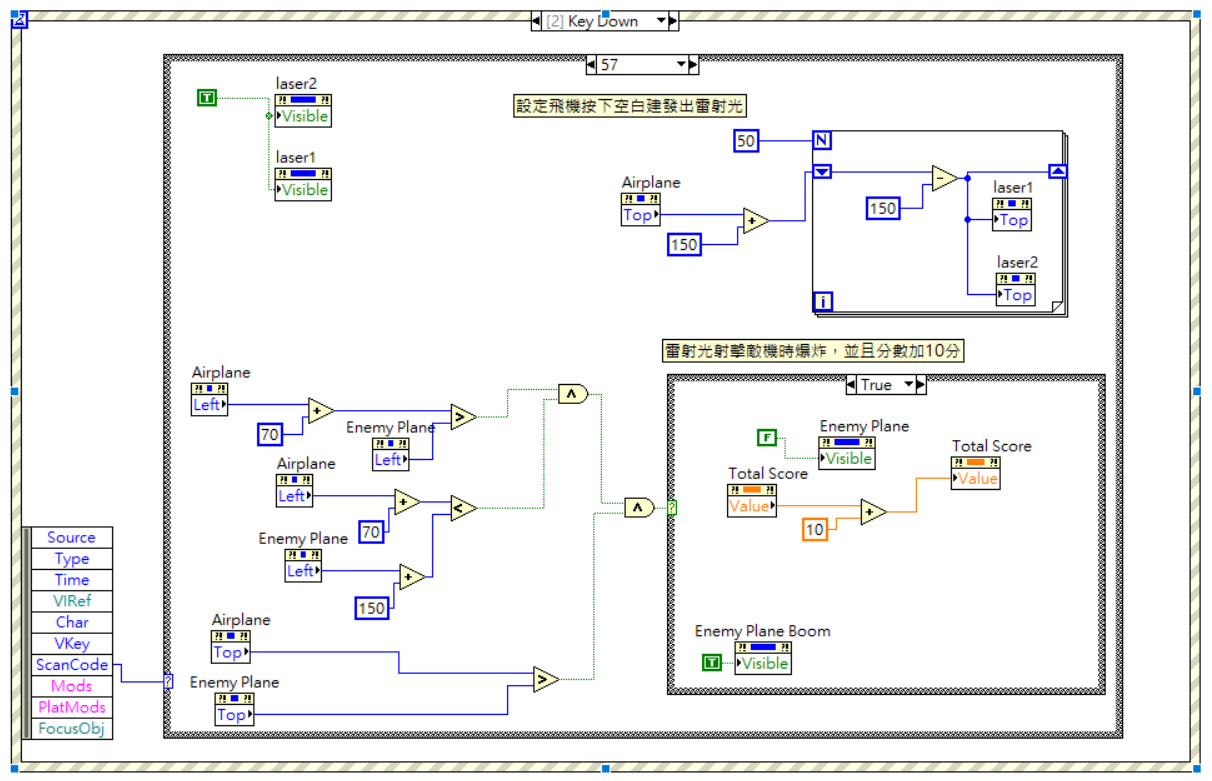 [2] Key Down
57
laser2
Visible
laser1
Visible
設定飛機按下空白建發出雷射光
50
N
Airplane
Top
150
+
150
-
laser1
Top
laser2
Top
i
雷射光射擊敵機時爆炸，並且分數加10分
True
Airplane
Left
70
+
Enemy Plane
Left
>
∧
Airplane
Left
70
+
<
Enemy Plane
Left
150
+
∧
?
Airplane
Top
Enemy Plane
Top
>
F
Enemy Plane
Visible
Total Score
Value
10
+
Total Score
Value
Enemy Plane Boom
T
Visible
T
Source
Type
Time
VIRef
Char
VKey
ScanCode
Mods
PlatMods
FocusObj
?